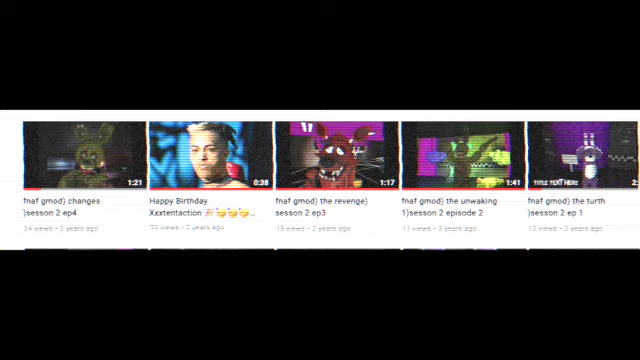 1:21
0:38
1:17
1:41
TITLE TEXT HERE
2:
fnaf gmod) changes
)sesson 2 ep4
24 views • 2 years ago
Happy Birthday
Xxxtentaction 🎉🤝🤝🤝...
22 views • 2 years ago
fnaf gmod) the revenge)
sesson 2 ep3
15 views • 2 years ago
fnaf gmod) the unwaking
1)sesson 2 episode 2
11 views • 2 years ago
fnaf gmod) the turth
)sesson 2 ep 1
12 views • 2 years ago